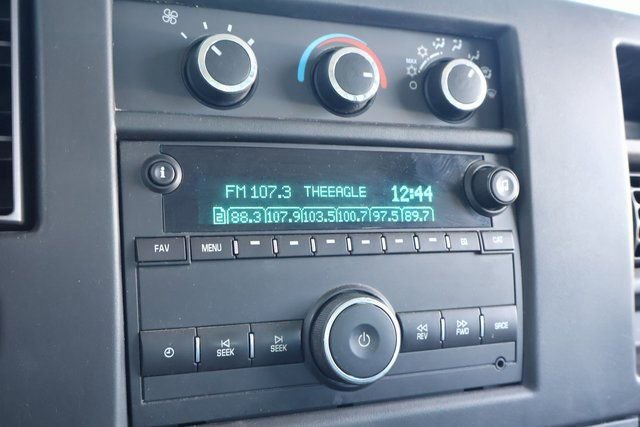 MAX
i
FM 107.3 THEEAGLE 12:44
2 88.3 107.9 103.5 100.7 97.5 89.7
FAV MENU EQ CAT
SEEK SEEK REV FWD SRCE